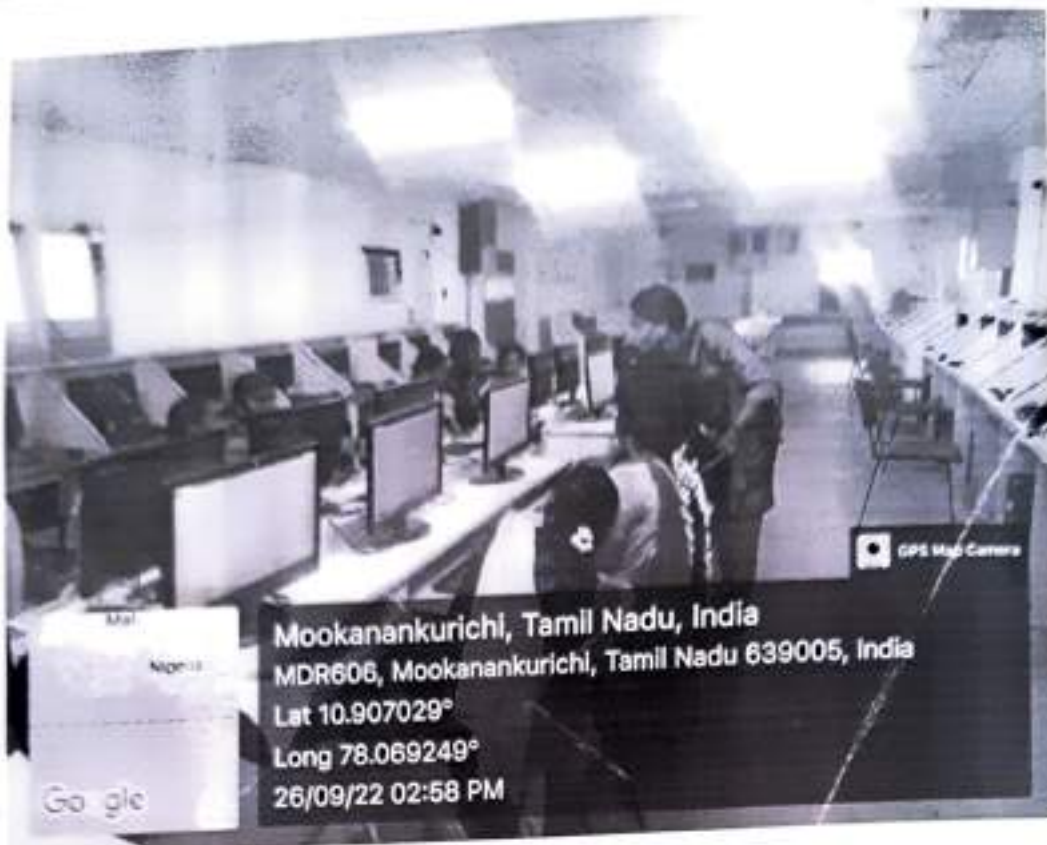 GPS Map Camera
Mookanankurichi, Tamil Nadu, India
MDR606, Mookanankurichi, Tamil Nadu 639005, India
Lat 10.907029°
Long 78.069249°
26/09/22 02:58 PM
Google